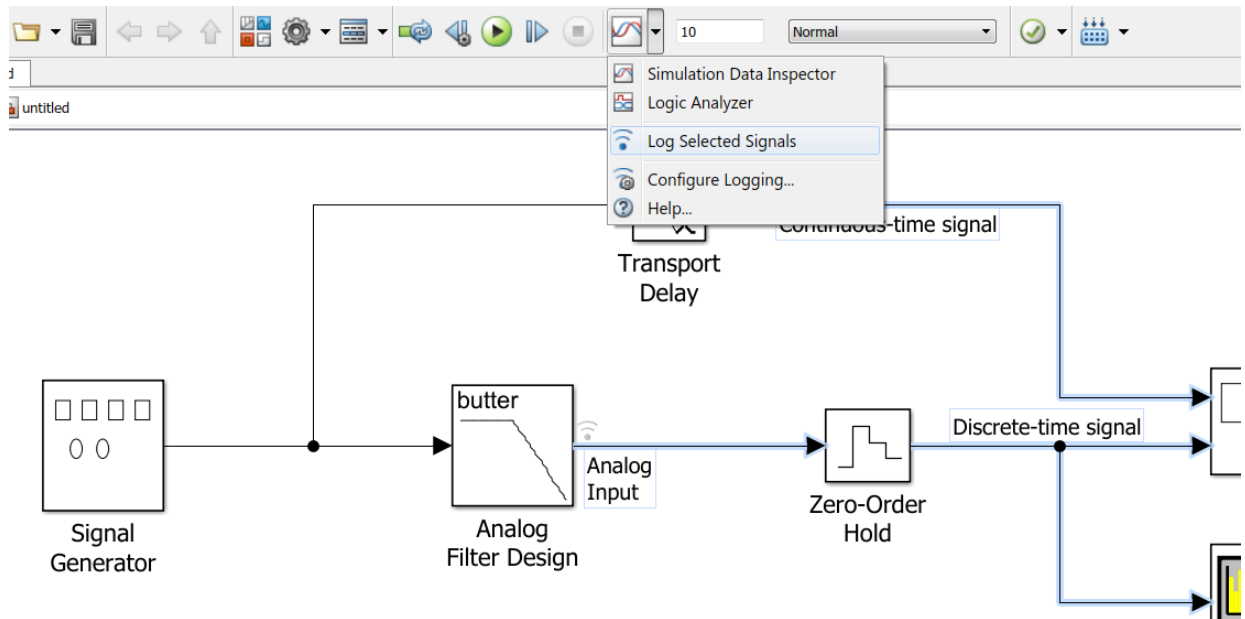 10
Normal
d
untitled
Simulation Data Inspector
Logic Analyzer
Log Selected Signals
Configure Logging...
Help...
Continuous-time signal
Transport
Delay
butter
Analog
Input
Discrete-time signal
Signal
Generator
Analog
Filter Design
Zero-Order
Hold